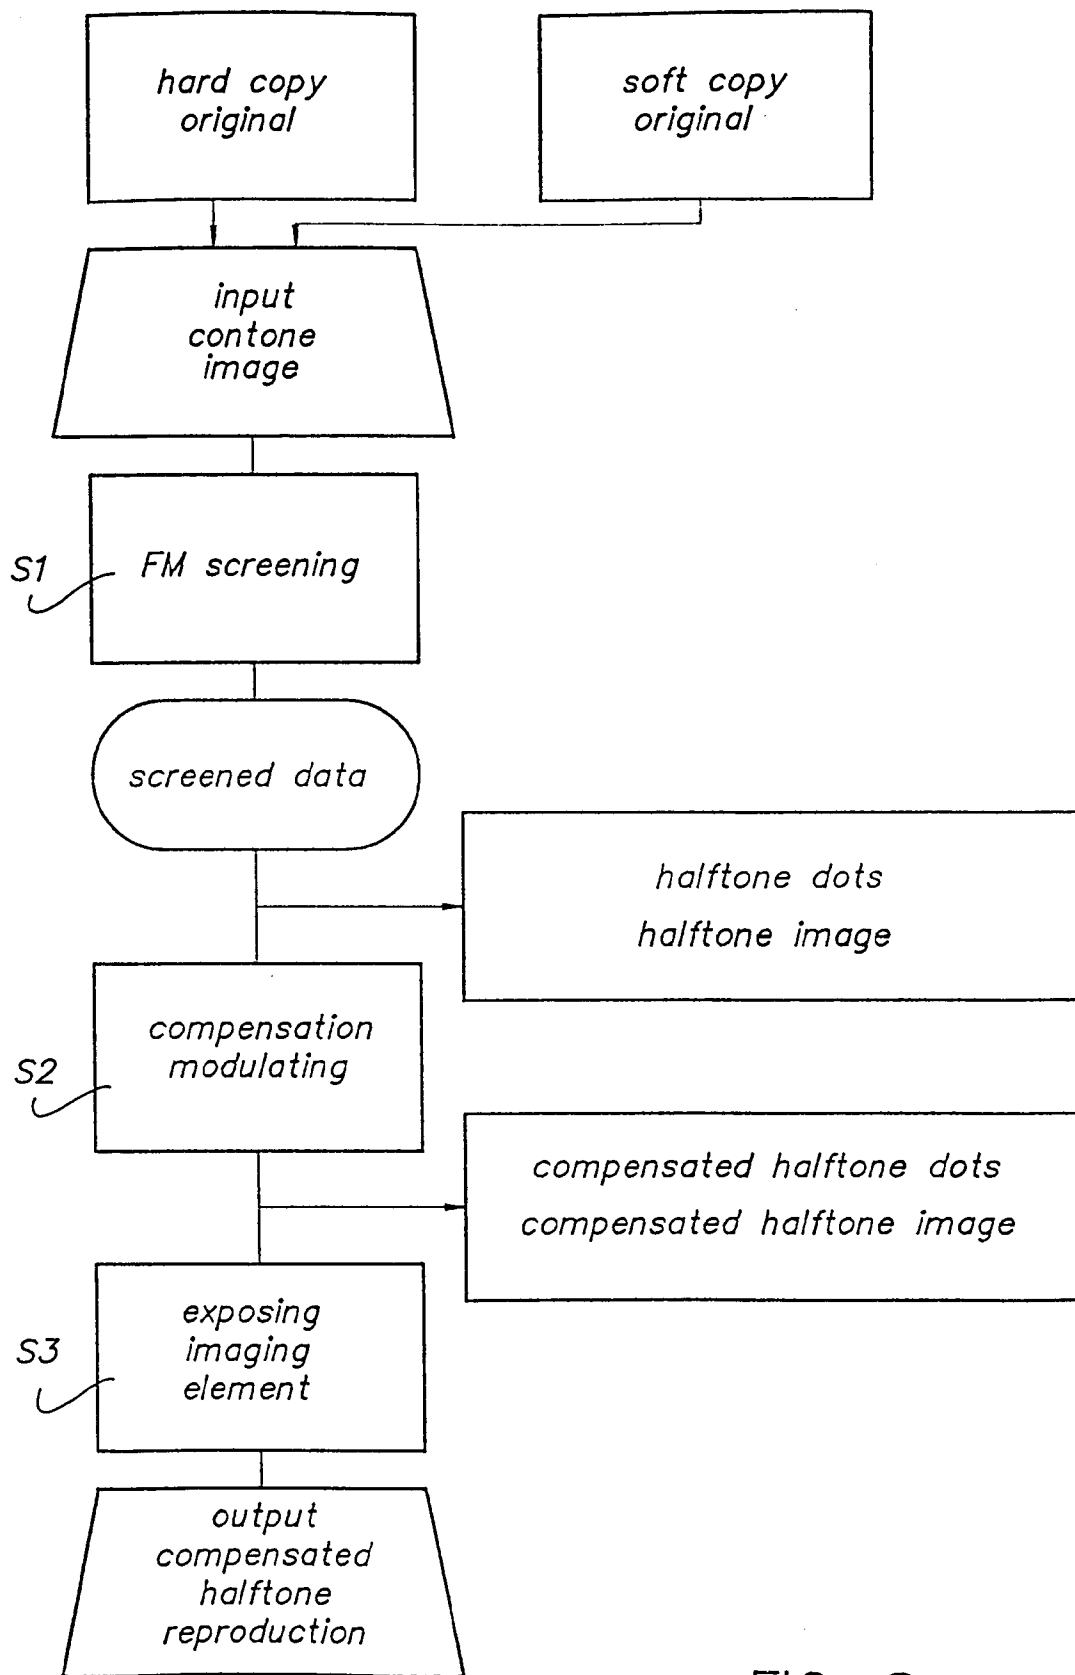 hard copy
original
soft copy
original
input
contone
image
S1
FM screening
screened data
halftone dots
halftone image
S2
compensation
modulating
compensated halftone dots
compensated halftone image
S3
exposing
imaging
element
output
compensated
halftone
reproduction